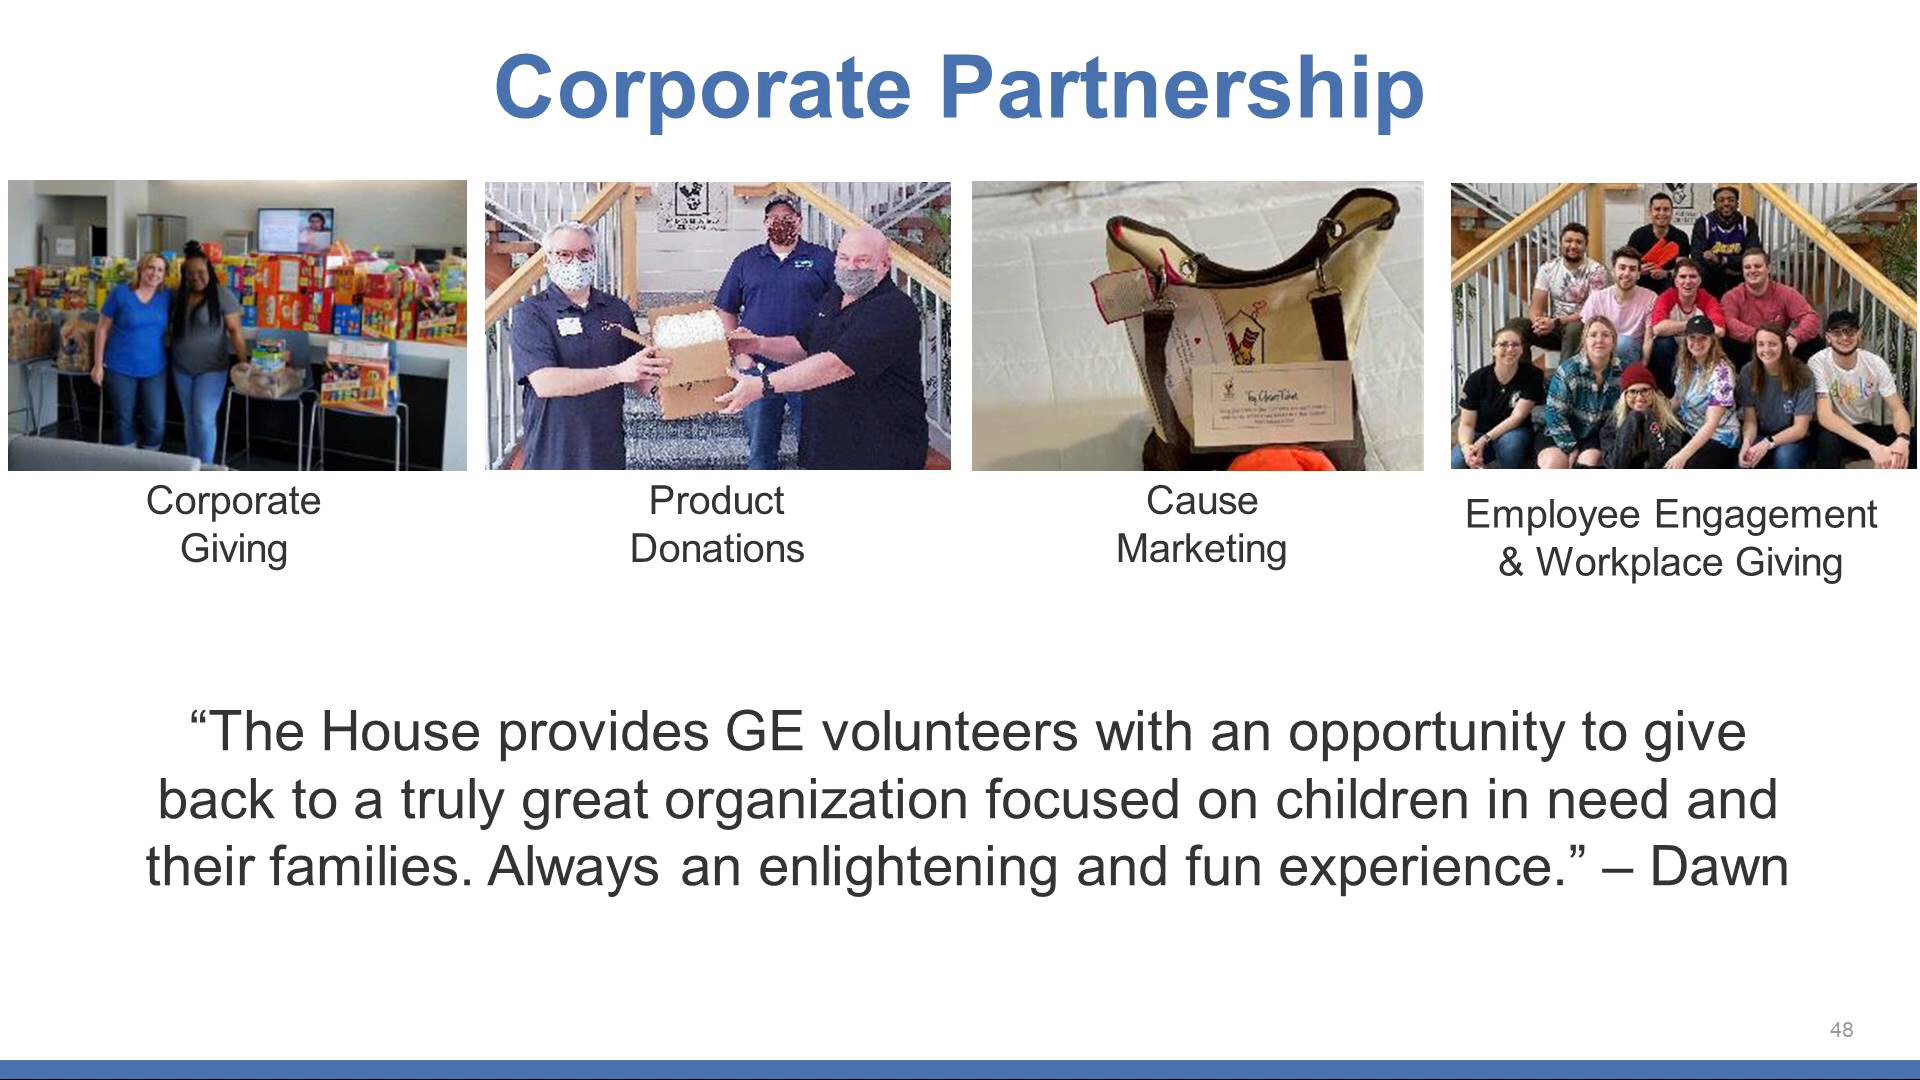 Corporate Partnership
Corporate
Giving
Product
Donations
Cause
Marketing
Employee Engagement
& Workplace Giving
“The House provides GE volunteers with an opportunity to give
back to a truly great organization focused on children in need and
their families. Always an enlightening and fun experience.” – Dawn
48